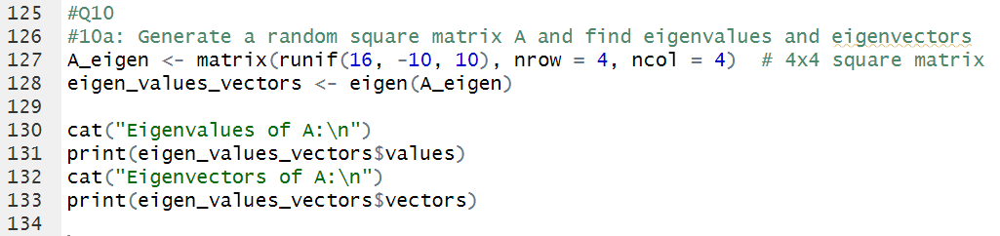 125 #Q10
126 #10a: Generate a random square matrix A and find eigenvalues and eigenvectors
127 A_eigen <- matrix(runif(16, -10, 10), nrow = 4, ncol = 4)  # 4x4 square matrix
128 eigen_values_vectors <- eigen(A_eigen)
129
130 cat("Eigenvalues of A:\n")
131 print(eigen_values_vectors$values)
132 cat("Eigenvectors of A:\n")
133 print(eigen_values_vectors$vectors)
134